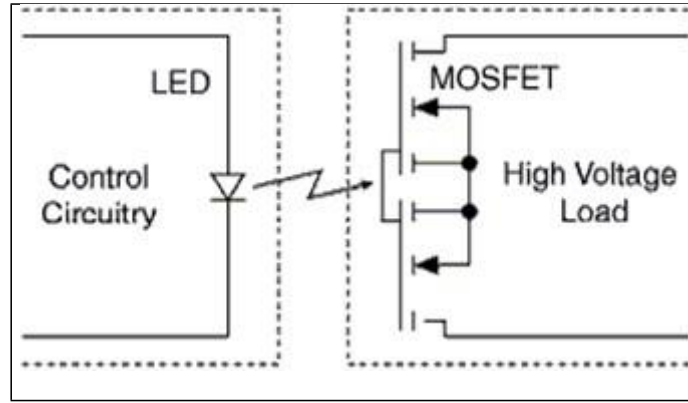 LED
MOSFET
Control
Circuitry
High Voltage
Load